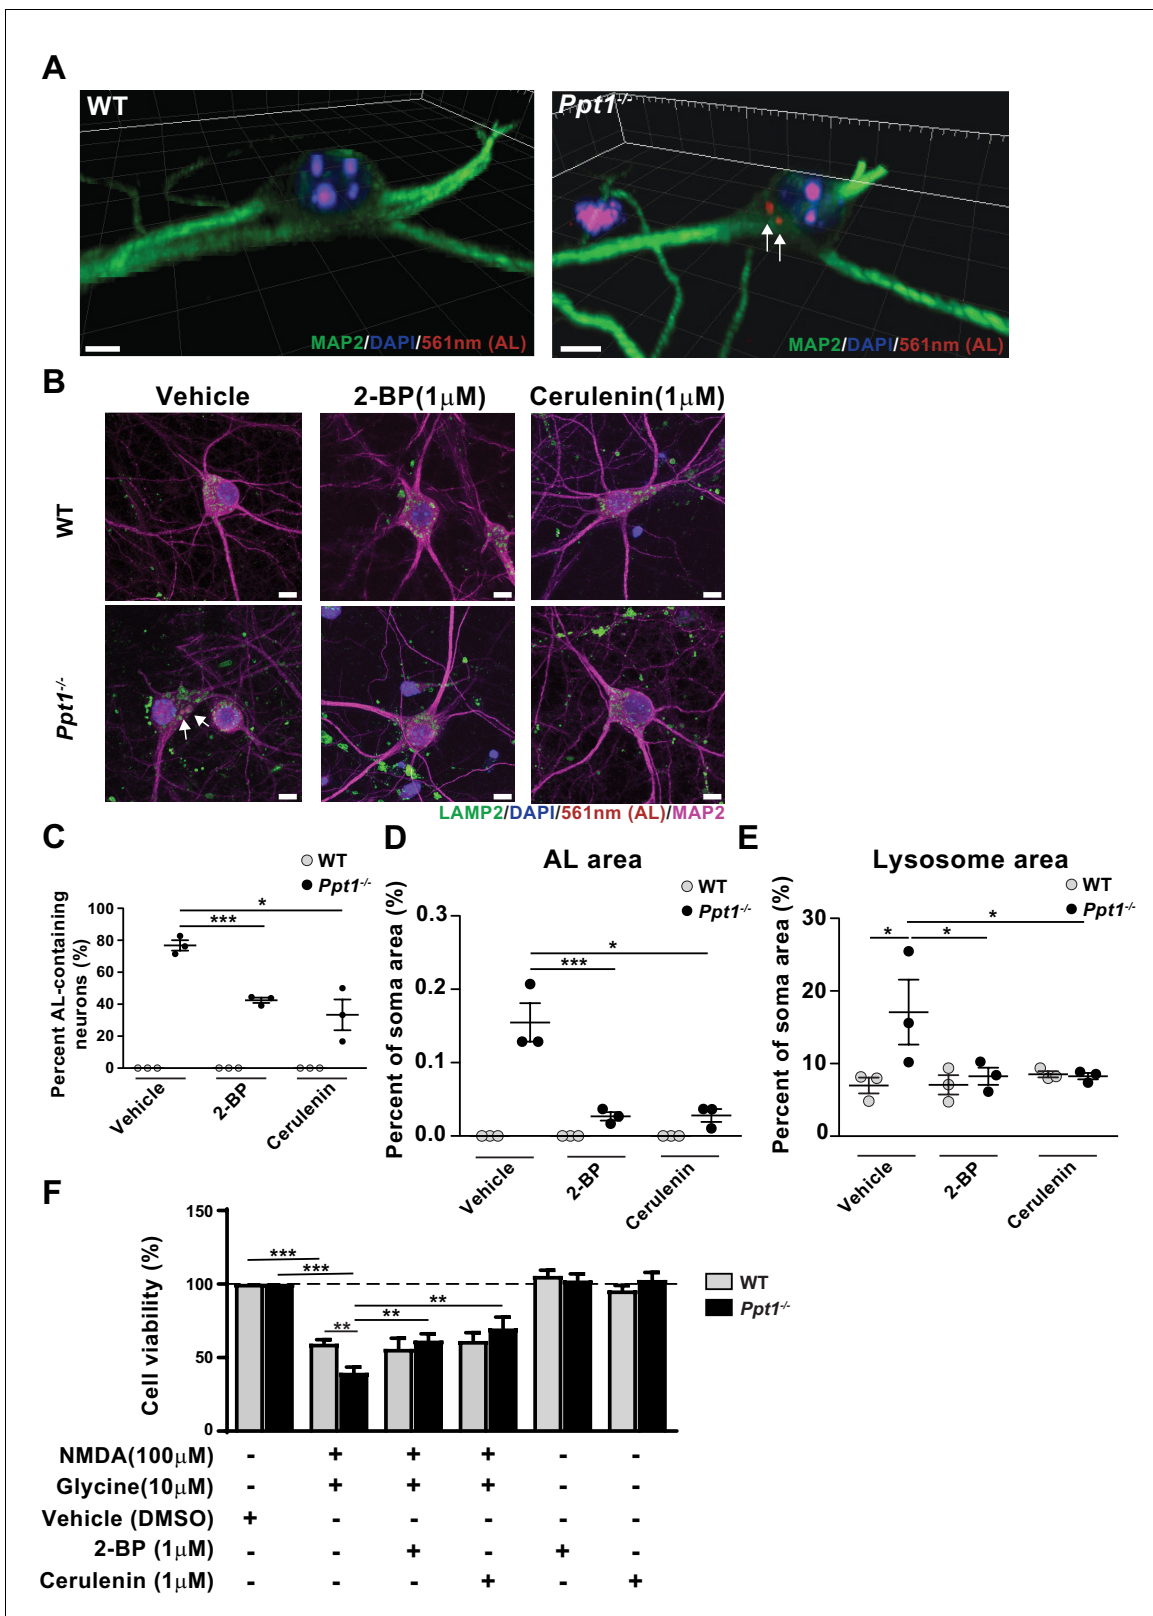 A
WT
MAP2/DAPI/561nm (AL)
Ppt1-/-
MAP2/DAPI/561nm (AL)
B
Vehicle 2-BP(1μM) Cerulenin(1μM)
WT
Ppt1-/-
LAMP2/DAPI/561nm (AL)/MAP2
C
WT
Ppt1-/-
Percent AL-containing
neurons (%)
100
80
60
40
20
0
*
***
Vehicle
2-BP
Cerulenin
D
AL area
WT
Ppt1-/-
Percent of soma area (%)
0.3
0.2
0.1
0.0
*
***
Vehicle
2-BP
Cerulenin
E
Lysosome area
WT
Ppt1-/-
Percent of soma area (%)
30
20
10
0
*
* *
Vehicle
2-BP
Cerulenin
F
Cell viability (%)
150
100
50
0
***
***
**
**
**
WT
Ppt1-/-
NMDA(100μM) - + + + - -
Glycine(10μM) - + + + - -
Vehicle (DMSO) + - - - - -
2-BP (1μM) - - + - + -
Cerulenin (1μM) - - - + - +